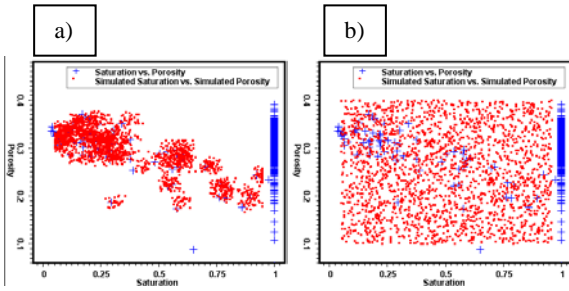 a)
b)
Saturation vs. Porosity
Simulated Saturation vs. Simulated Porosity
Porosity
0.4
0.3
0.2
0.1
0
0.25
0.5
0.75
1
Saturation
Saturation vs. Porosity
Simulated Saturation vs. Simulated Porosity
Porosity
0.4
0.3
0.2
0.1
0
0.25
0.5
0.75
1
Saturation